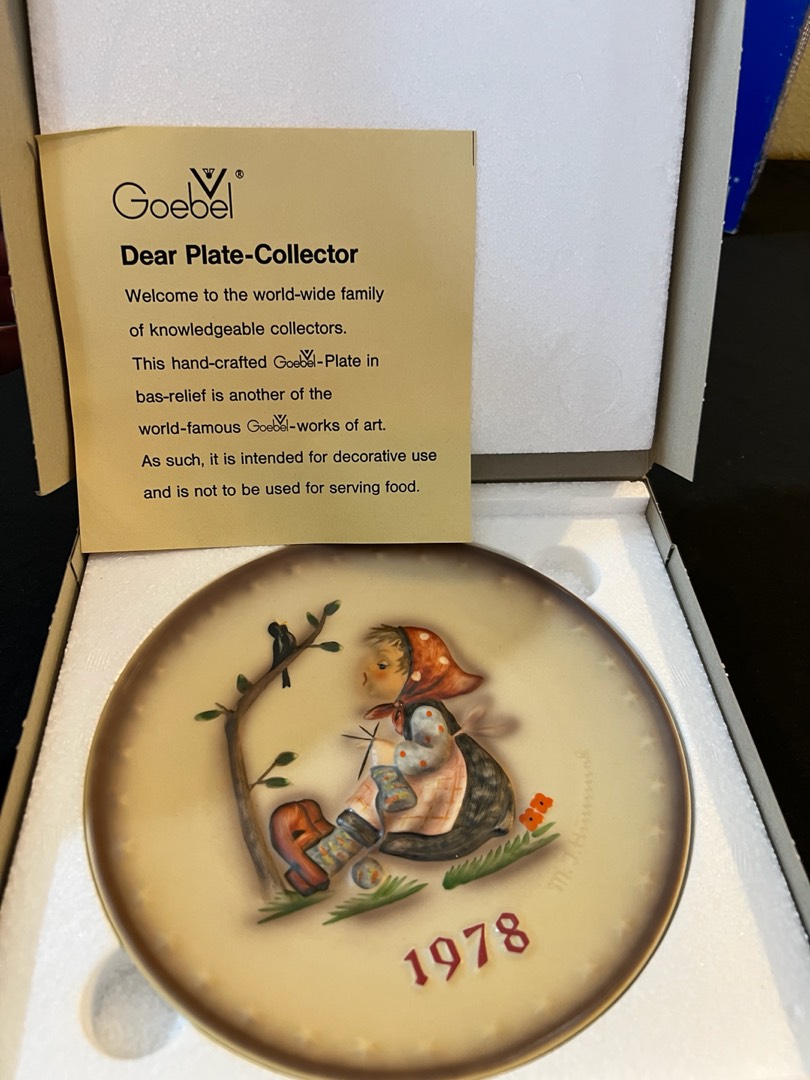 Goebel®
Dear Plate-Collector
Welcome to the world-wide family
of knowledgeable collectors.
This hand-crafted Goebel-Plate in
bas-relief is another of the
world-famous Goebel-works of art.
As such, it is intended for decorative use
and is not to be used for serving food.
M. I. Hummel
1978